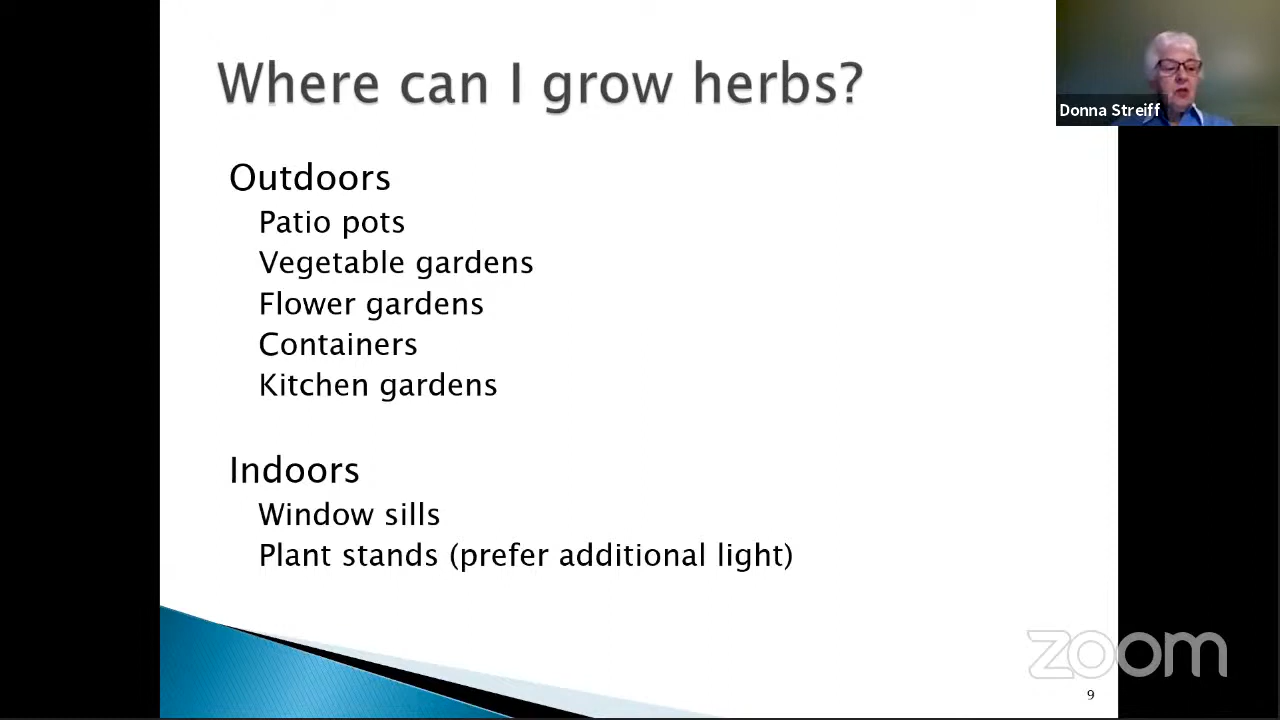 Where can I grow herbs?
Donna Streiff
Outdoors
Patio pots
Vegetable gardens
Flower gardens
Containers
Kitchen gardens
Indoors
Window sills
Plant stands (prefer additional light)
zoom
9